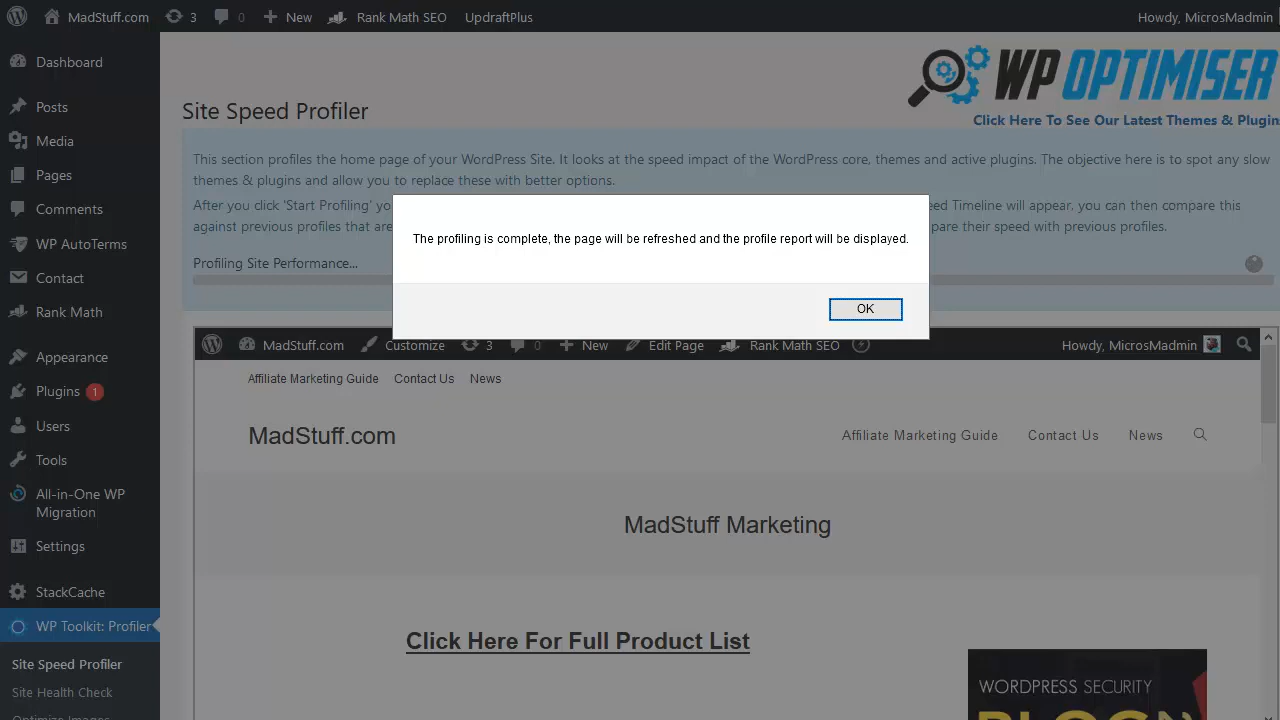 MadStuff.com 3 0 New Rank Math SEO UpdraftPlus Howdy, MicrosMadmin
Dashboard
Posts
Media
Pages
Comments
WP AutoTerms
Contact
Rank Math
Appearance
Plugins 1
Users
Tools
All-in-One WP
Migration
Settings
StackCache
WP Toolkit: Profiler
Site Speed Profiler
Site Health Check
Optimize Images
WP OPTIMISER
Click Here To See Our Latest Themes & Plugin
Site Speed Profiler
This section profiles the home page of your WordPress Site. It looks at the speed impact of the WordPress core, themes and active plugins. The objective here is to spot any slow
themes & plugins and allow you to replace these with better options.
After you click 'Start Profiling' yo ed Timeline will appear, you can then compare this
against previous profiles that are pare their speed with previous profiles.
Profiling Site Performance...
The profiling is complete, the page will be refreshed and the profile report will be displayed.
OK
MadStuff.com Customize 3 0 New Edit Page Rank Math SEO Howdy, MicrosMadmin
Affiliate Marketing Guide Contact Us News
MadStuff.com Affiliate Marketing Guide Contact Us News
MadStuff Marketing
Click Here For Full Product List
WORDPRESS SECURITY